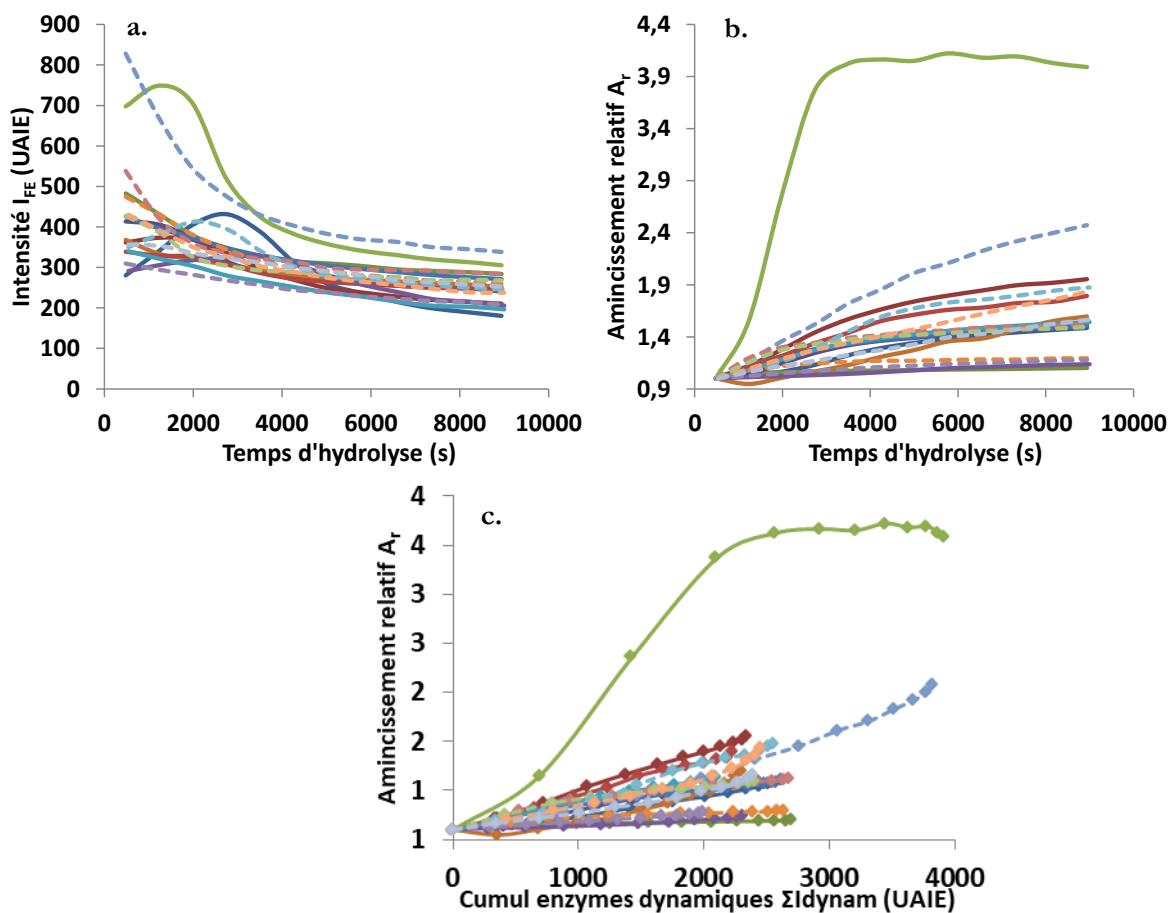 a.
900
800
700
600
500
400
300
200
100
0
Intensité I_FE (UAIE)
0 2000 4000 6000 8000 10000
Temps d'hydrolyse (s)
b.
4,4
3,9
3,4
2,9
2,4
1,9
1,4
0,9
Amincissement relatif A_r
0 2000 4000 6000 8000 10000
Temps d'hydrolyse (s)
c.
4
4
3
3
2
2
1
1
Amincissement relatif A_r
0 1000 2000 3000 4000
Cumul enzymes dynamiques ΣIdynam (UAIE)